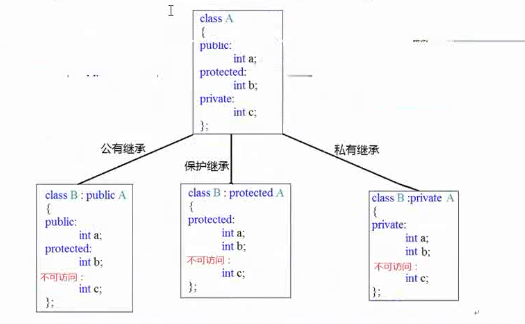 class A
{
public:
int a;
protected:
int b;
private:
int c;
};
公有继承
保护继承
私有继承
class B : public A
{
public:
int a;
protected:
int b;
不可访问：
int c;
};
class B : protected A
{
protected:
int a;
int b;
不可访问：
int c;
};
class B :private A
{
private:
int a;
int b;
不可访问：
int c;
};